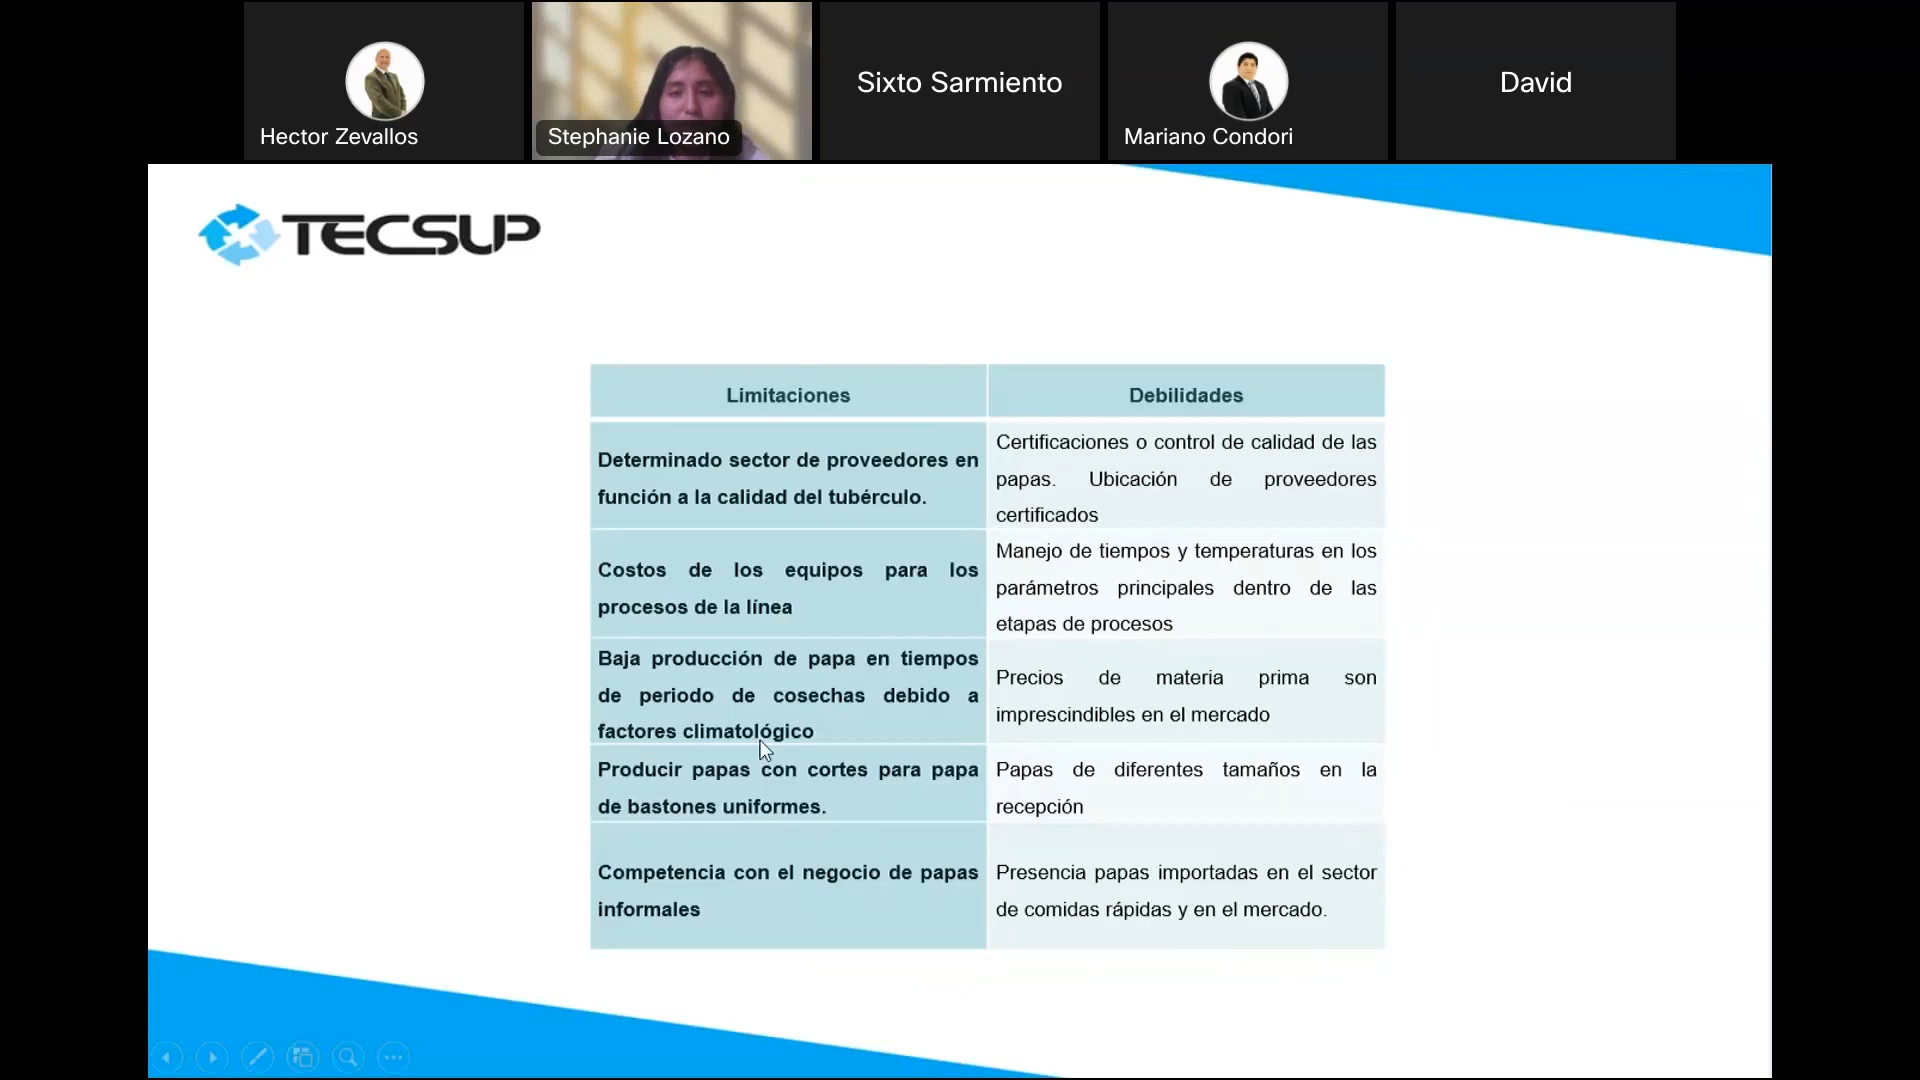 Hector Zevallos
Stephanie Lozano
Sixto Sarmiento
Mariano Condori
David
TECSUP
Limitaciones
Debilidades
Determinado sector de proveedores en
función a la calidad del tubérculo.
Certificaciones o control de calidad de las
papas. Ubicación de proveedores
certificados
Costos de los equipos para los
procesos de la línea
Manejo de tiempos y temperaturas en los
parámetros principales dentro de las
etapas de procesos
Baja producción de papa en tiempos
de periodo de cosechas debido a
factores climatológico
Precios de materia prima son
imprescindibles en el mercado
Producir papas con cortes para papa
de bastones uniformes.
Papas de diferentes tamaños en la
recepción
Competencia con el negocio de papas
informales
Presencia papas importadas en el sector
de comidas rápidas y en el mercado.